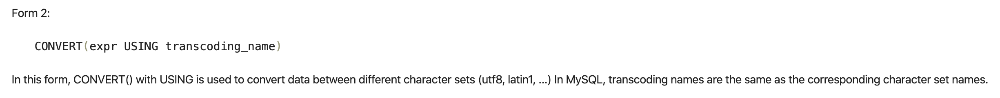 Form 2:
CONVERT(expr USING transcoding_name)
In this form, CONVERT() with USING is used to convert data between different character sets (utf8, latin1, ...) In MySQL, transcoding names are the same as the corresponding character set names.